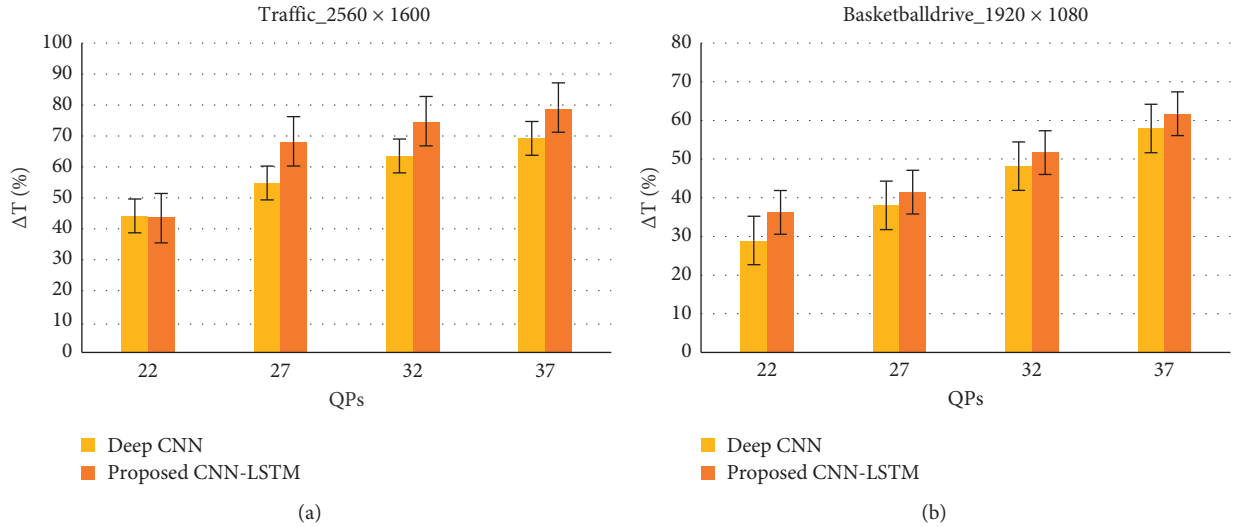 Traffic_2560 × 1600
100
90
80
70
60
50
40
30
20
10
0
ΔT (%)
22 27 32 37
QPs
Deep CNN
Proposed CNN-LSTM
(a)
Basketballdrive_1920 × 1080
80
70
60
50
40
30
20
10
0
ΔT (%)
22 27 32 37
QPs
Deep CNN
Proposed CNN-LSTM
(b)